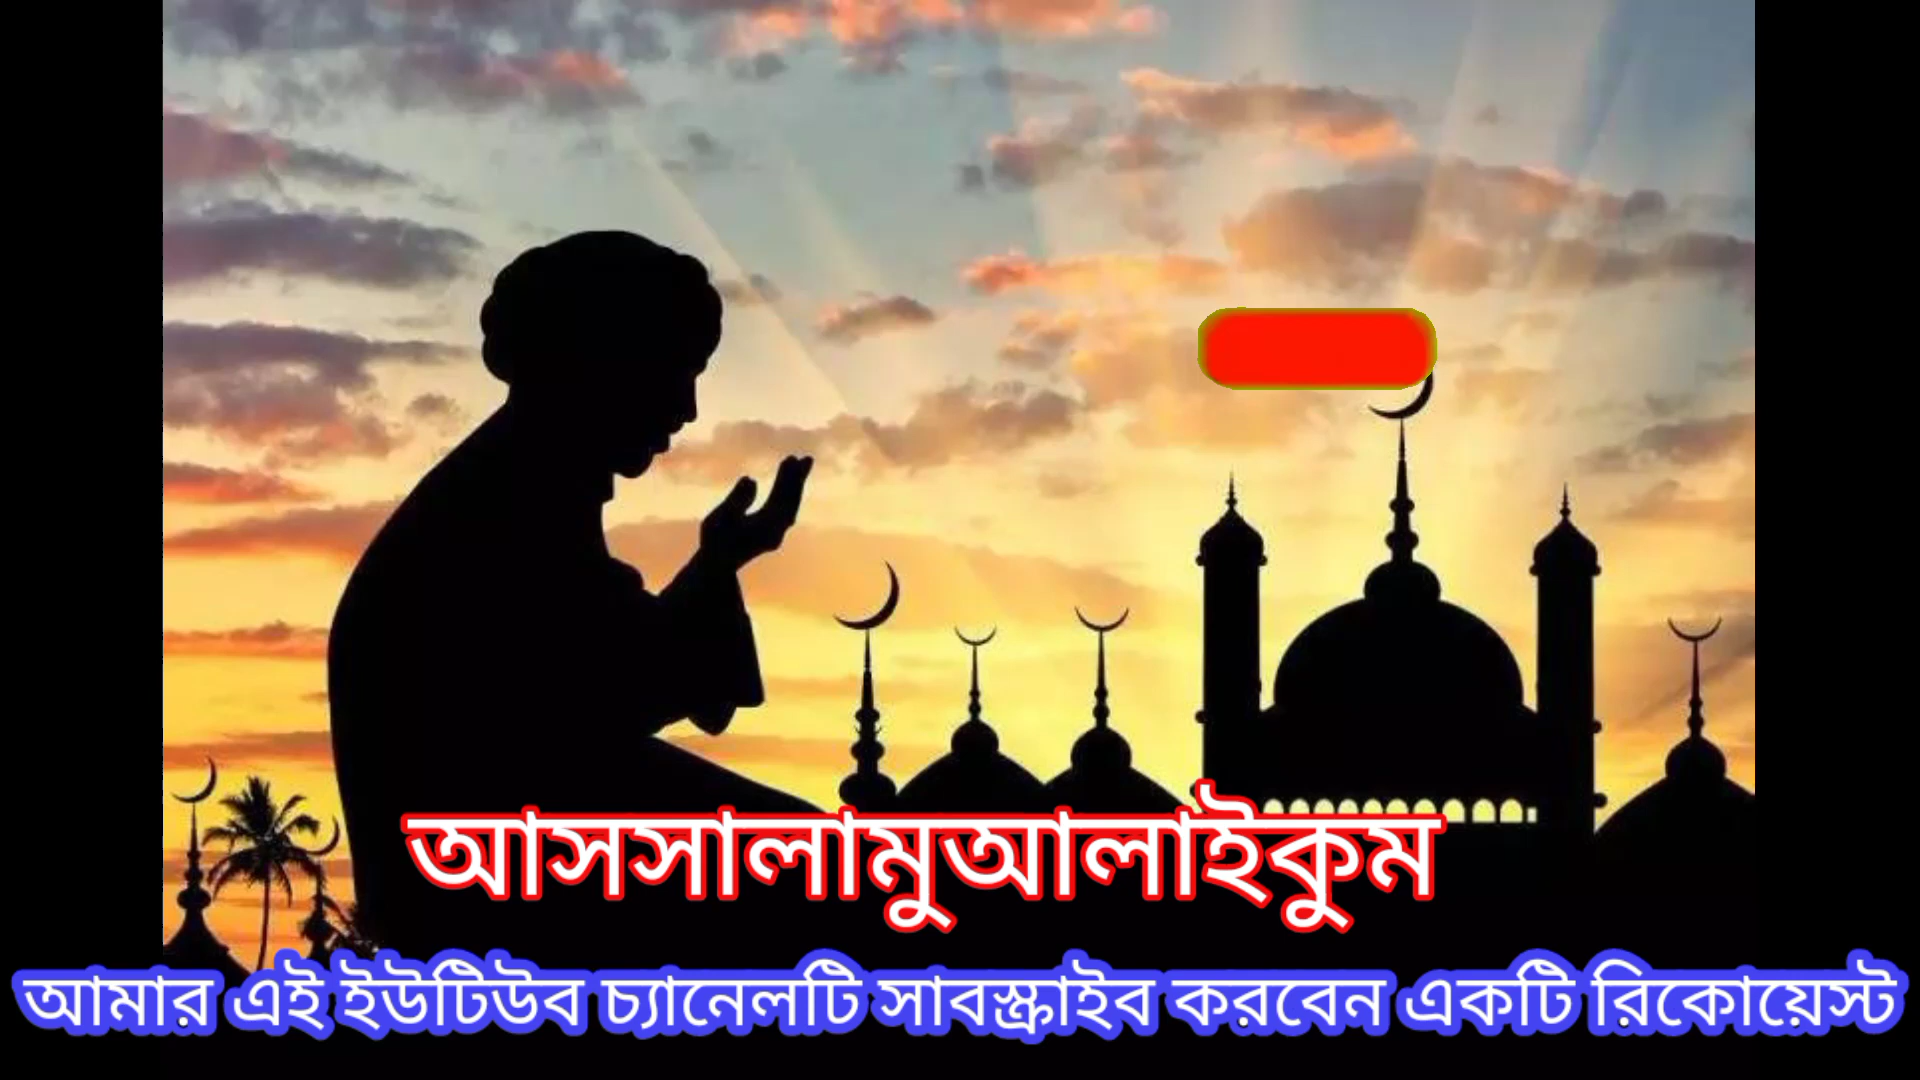 আসসালামুআলাইকুম
আমার এই ইউটিউব চ্যানেলটি সাবস্ক্রাইব করবেন একটি রিকোয়েস্ট